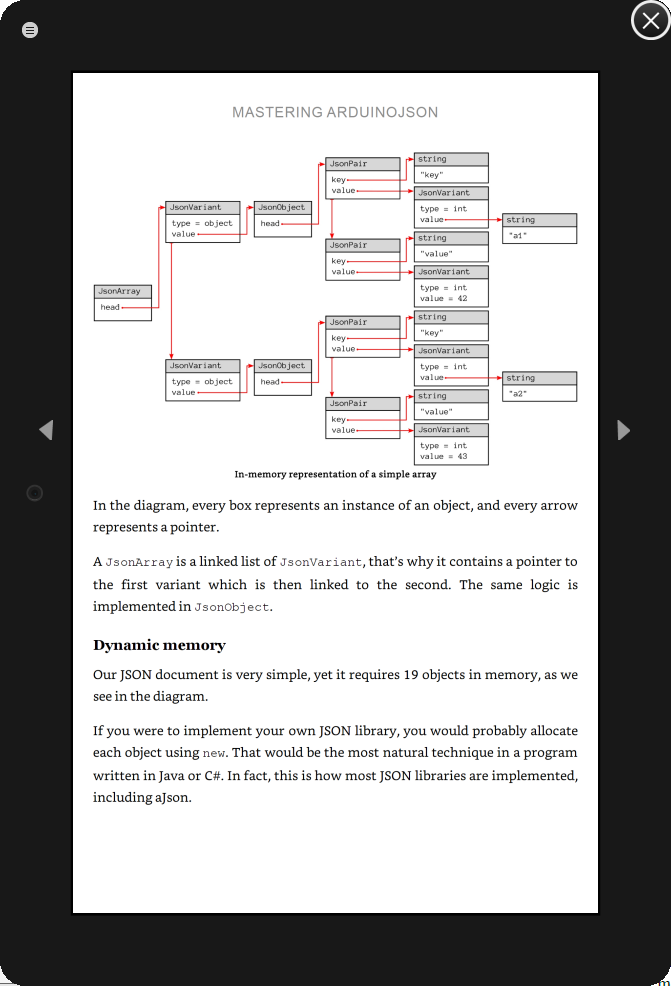 MASTERING ARDUINOJSON
JsonArray
head
JsonVariant
type = object
value
JsonObject
head
JsonPair
key
value
string
"key"
JsonVariant
type = int
value
string
"a1"
JsonPair
key
value
string
"value"
JsonVariant
type = int
value = 42
JsonVariant
type = object
value
JsonObject
head
JsonPair
key
value
string
"key"
JsonVariant
type = int
value
string
"a2"
JsonPair
key
value
string
"value"
JsonVariant
type = int
value = 43
In-memory representation of a simple array
In the diagram, every box represents an instance of an object, and every arrow
represents a pointer.
A JsonArray is a linked list of JsonVariant, that's why it contains a pointer to
the first variant which is then linked to the second. The same logic is
implemented in JsonObject.
Dynamic memory
Our JSON document is very simple, yet it requires 19 objects in memory, as we
see in the diagram.
If you were to implement your own JSON library, you would probably allocate
each object using new. That would be the most natural technique in a program
written in Java or C#. In fact, this is how most JSON libraries are implemented,
including aJson.